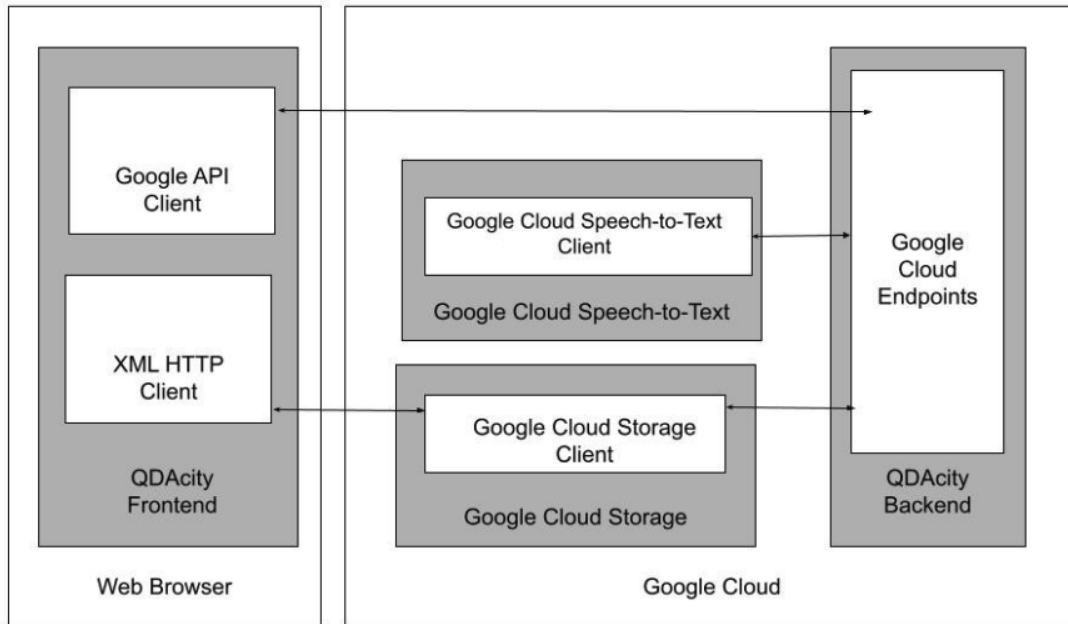 Google API
Client
XML HTTP
Client
QDAcity
Frontend
Web Browser
Google Cloud Speech-to-Text
Client
Google Cloud Speech-to-Text
Google Cloud Storage
Client
Google Cloud Storage
Google
Cloud
Endpoints
QDAcity
Backend
Google Cloud